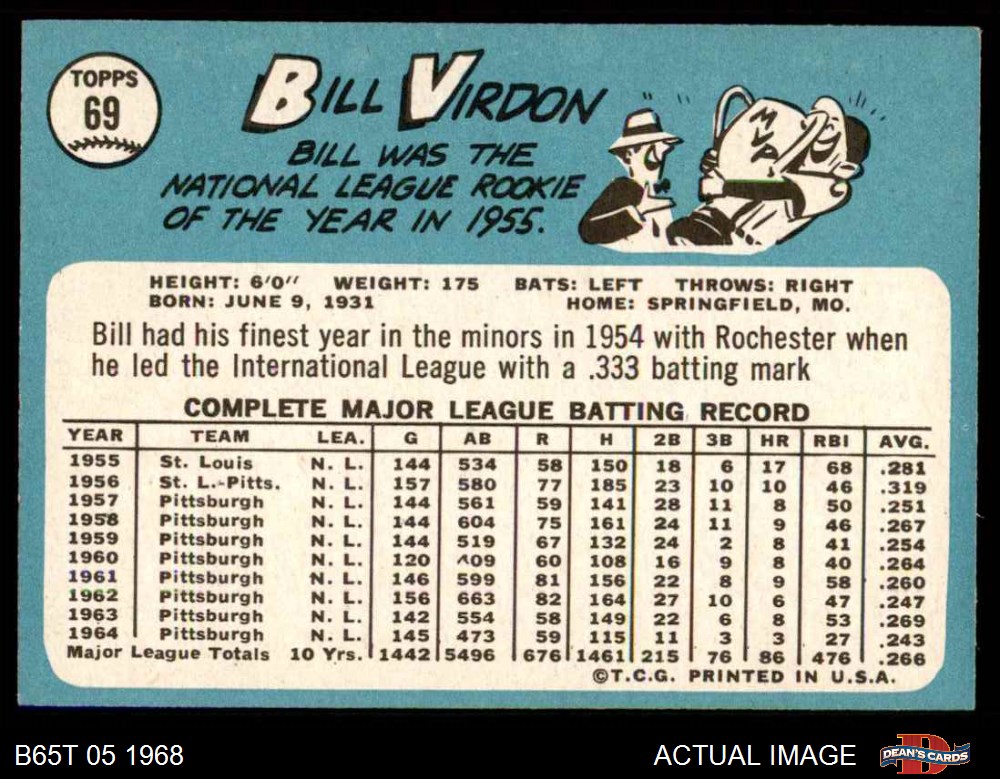 TOPPS
69
BILL VIRDON
BILL WAS THE
NATIONAL LEAGUE ROOKIE
OF THE YEAR IN 1955.
MVP
HEIGHT: 6'0" WEIGHT: 175 BATS: LEFT THROWS: RIGHT
BORN: JUNE 9, 1931 HOME: SPRINGFIELD, MO.
Bill had his finest year in the minors in 1954 with Rochester when
he led the International League with a .333 batting mark
COMPLETE MAJOR LEAGUE BATTING RECORD
YEAR TEAM LEA. G AB R H 2B 3B HR RBI AVG.
1955 St. Louis N. L. 144 534 58 150 18 6 17 68 .281
1956 St. L.-Pitts. N. L. 157 580 77 185 23 10 10 46 .319
1957 Pittsburgh N. L. 144 561 59 141 28 11 8 50 .251
1958 Pittsburgh N. L. 144 604 75 161 24 11 9 46 .267
1959 Pittsburgh N. L. 144 519 67 132 24 2 8 41 .254
1960 Pittsburgh N. L. 120 409 60 108 16 9 8 40 .264
1961 Pittsburgh N. L. 146 599 81 156 22 8 9 58 .260
1962 Pittsburgh N. L. 156 663 82 164 27 10 6 47 .247
1963 Pittsburgh N. L. 142 554 58 149 22 6 8 53 .269
1964 Pittsburgh N. L. 145 473 59 115 11 3 3 27 .243
Major League Totals 10 Yrs. 1442 5496 676 1461 215 76 86 476 .266
©T.C.G. PRINTED IN U.S.A.
B65T 05 1968 ACTUAL IMAGE DEAN'S CARDS